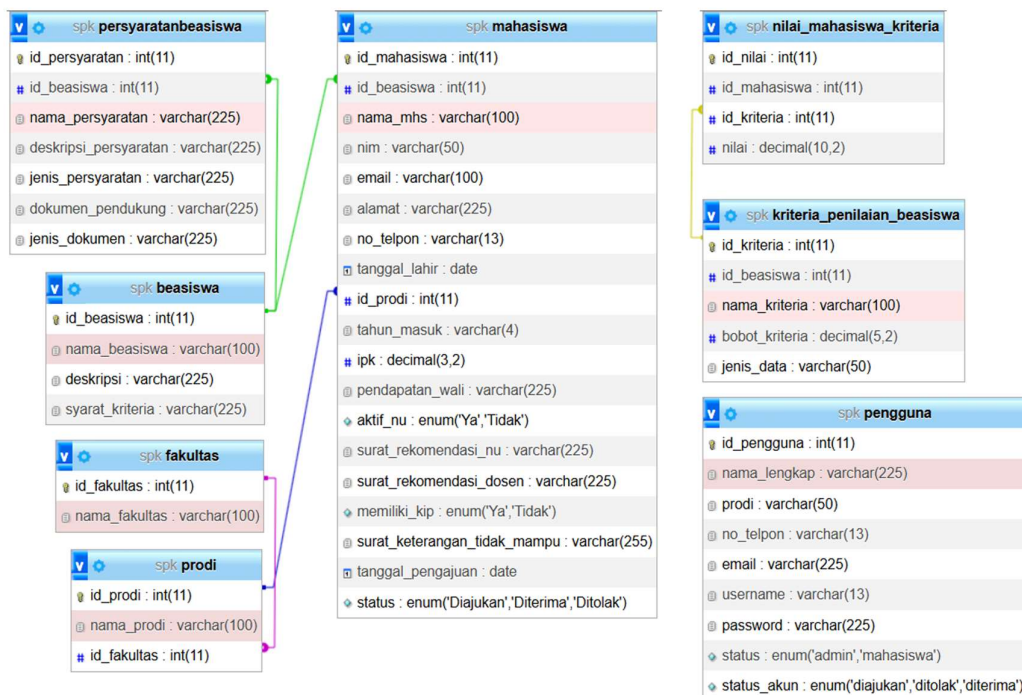 spk persyaratanbeasiswa
id_persyaratan : int(11)
id_beasiswa : int(11)
nama_persyaratan : varchar(225)
deskripsi_persyaratan : varchar(225)
jenis_persyaratan : varchar(225)
dokumen_pendukung : varchar(225)
jenis_dokumen : varchar(225)
spk beasiswa
id_beasiswa : int(11)
nama_beasiswa : varchar(100)
deskripsi : varchar(225)
syarat_kriteria : varchar(225)
spk fakultas
id_fakultas : int(11)
nama_fakultas : varchar(100)
spk prodi
id_prodi : int(11)
nama_prodi : varchar(100)
id_fakultas : int(11)
spk mahasiswa
id_mahasiswa : int(11)
id_beasiswa : int(11)
nama_mhs : varchar(100)
nim : varchar(50)
email : varchar(100)
alamat : varchar(225)
no_telpon : varchar(13)
tanggal_lahir : date
id_prodi : int(11)
tahun_masuk : varchar(4)
ipk : decimal(3,2)
pendapatan_wali : varchar(225)
aktif_nu : enum('Ya','Tidak')
surat_rekomendasi_nu : varchar(225)
surat_rekomendasi_dosen : varchar(225)
memiliki_kip : enum('Ya','Tidak')
surat_keterangan_tidak_mampu : varchar(255)
tanggal_pengajuan : date
status : enum('Diajukan','Diterima','Ditolak')
spk nilai_mahasiswa_kriteria
id_nilai : int(11)
id_mahasiswa : int(11)
id_kriteria : int(11)
nilai : decimal(10,2)
spk kriteria_penilaian_beasiswa
id_kriteria : int(11)
id_beasiswa : int(11)
nama_kriteria : varchar(100)
bobot_kriteria : decimal(5,2)
jenis_data : varchar(50)
spk pengguna
id_pengguna : int(11)
nama_lengkap : varchar(225)
prodi : varchar(50)
no_telpon : varchar(13)
email : varchar(225)
username : varchar(13)
password : varchar(225)
status : enum('admin','mahasiswa')
status_akun : enum('diajukan','ditolak','diterima')